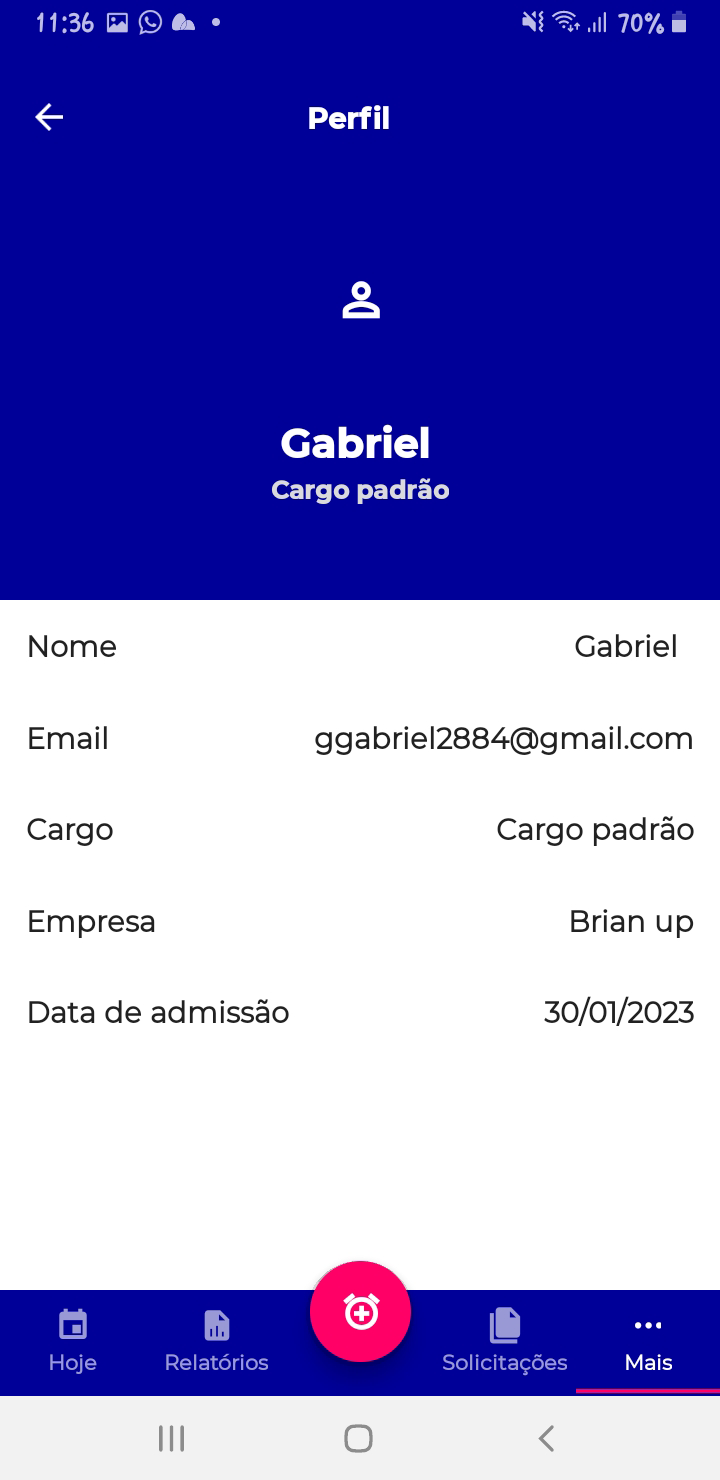 11:36 70%
Perfil
Gabriel
Cargo padrão
Nome Gabriel
Email ggabriel2884@gmail.com
Cargo Cargo padrão
Empresa Brian up
Data de admissão 30/01/2023
Hoje Relatórios Solicitações Mais